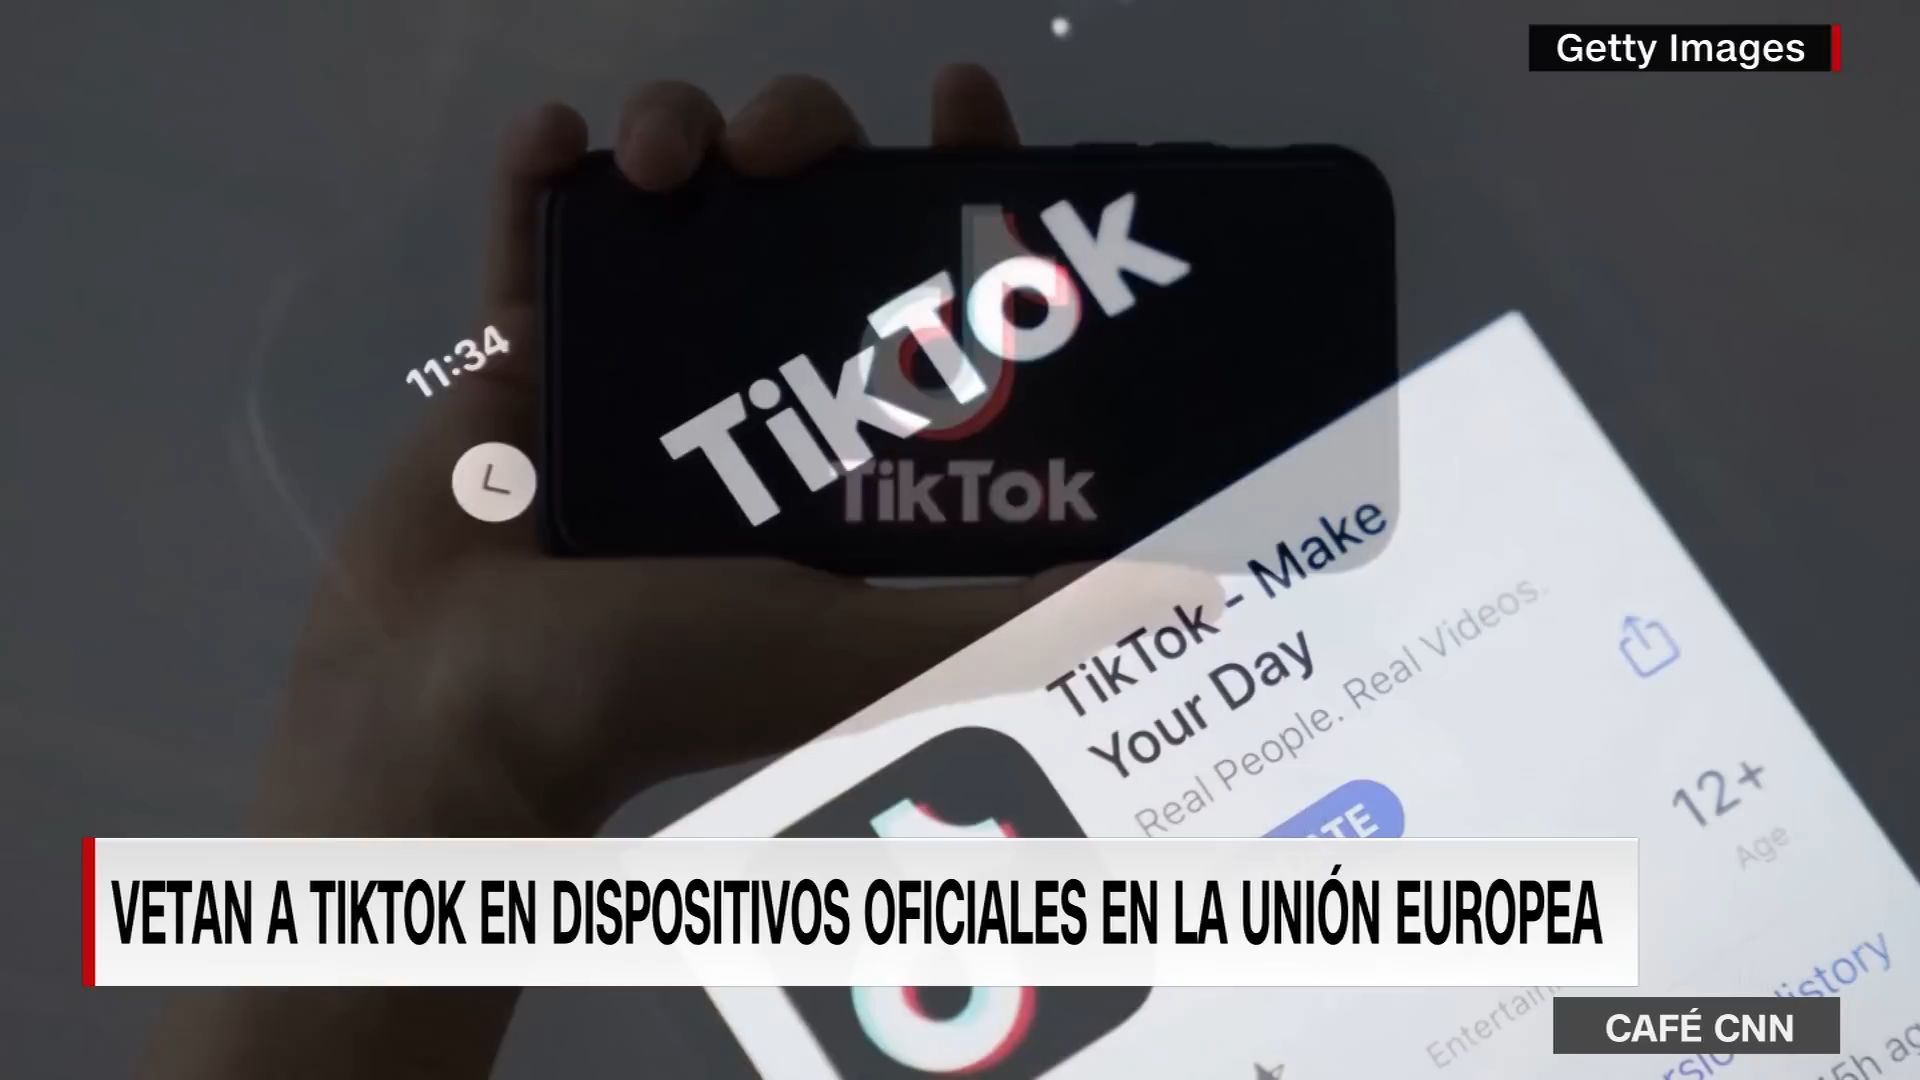 Getty Images
TikTok
11:34
TikTok
TikTok - Make
Your Day
Real People. Real Videos.
12+
Age
VETAN A TIKTOK EN DISPOSITIVOS OFICIALES EN LA UNIÓN EUROPEA
CAFÉ CNN